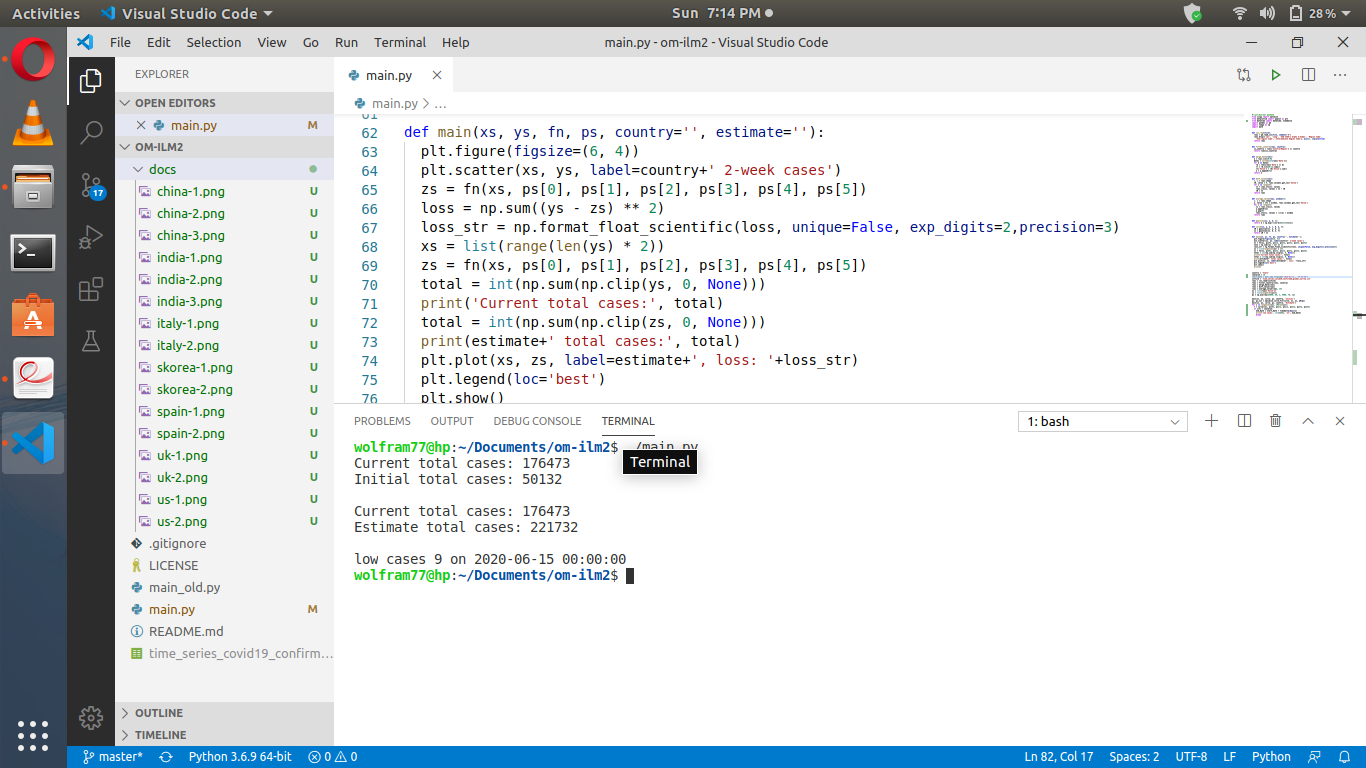 Activities Visual Studio Code Sun 7:14 PM 28 %
main.py - om-ilm2 - Visual Studio Code
File Edit Selection View Go Run Terminal Help
EXPLORER
OPEN EDITORS
main.py M
OM-ILM2
docs
china-1.png U
china-2.png U
china-3.png U
india-1.png U
india-2.png U
india-3.png U
italy-1.png U
italy-2.png U
skorea-1.png U
skorea-2.png U
spain-1.png U
spain-2.png U
uk-1.png U
uk-2.png U
us-1.png U
us-2.png U
.gitignore
LICENSE
main_old.py
main.py M
README.md
time_series_covid19_confirm...
OUTLINE
TIMELINE
17
main.py
main.py > ...
61
62 def main(xs, ys, fn, ps, country='', estimate=''):
63 plt.figure(figsize=(6, 4))
64 plt.scatter(xs, ys, label=country+' 2-week cases')
65 zs = fn(xs, ps[0], ps[1], ps[2], ps[3], ps[4], ps[5])
66 loss = np.sum((ys - zs) ** 2)
67 loss_str = np.format_float_scientific(loss, unique=False, exp_digits=2,precision=3)
68 xs = list(range(len(ys) * 2))
69 zs = fn(xs, ps[0], ps[1], ps[2], ps[3], ps[4], ps[5])
70 total = int(np.sum(np.clip(ys, 0, None)))
71 print('Current total cases:', total)
72 total = int(np.sum(np.clip(zs, 0, None)))
73 print(estimate+' total cases:', total)
74 plt.plot(xs, zs, label=estimate+', loss: '+loss_str)
75 plt.legend(loc='best')
76 plt.show()
PROBLEMS OUTPUT DEBUG CONSOLE TERMINAL 1: bash
wolfram77@hp:~/Documents/om-ilm2$ ./main.py
Current total cases: 176473
Initial total cases: 50132
Terminal
Current total cases: 176473
Estimate total cases: 221732
low cases 9 on 2020-06-15 00:00:00
wolfram77@hp:~/Documents/om-ilm2$
master* Python 3.6.9 64-bit 0 0 Ln 82, Col 17 Spaces: 2 UTF-8 LF Python